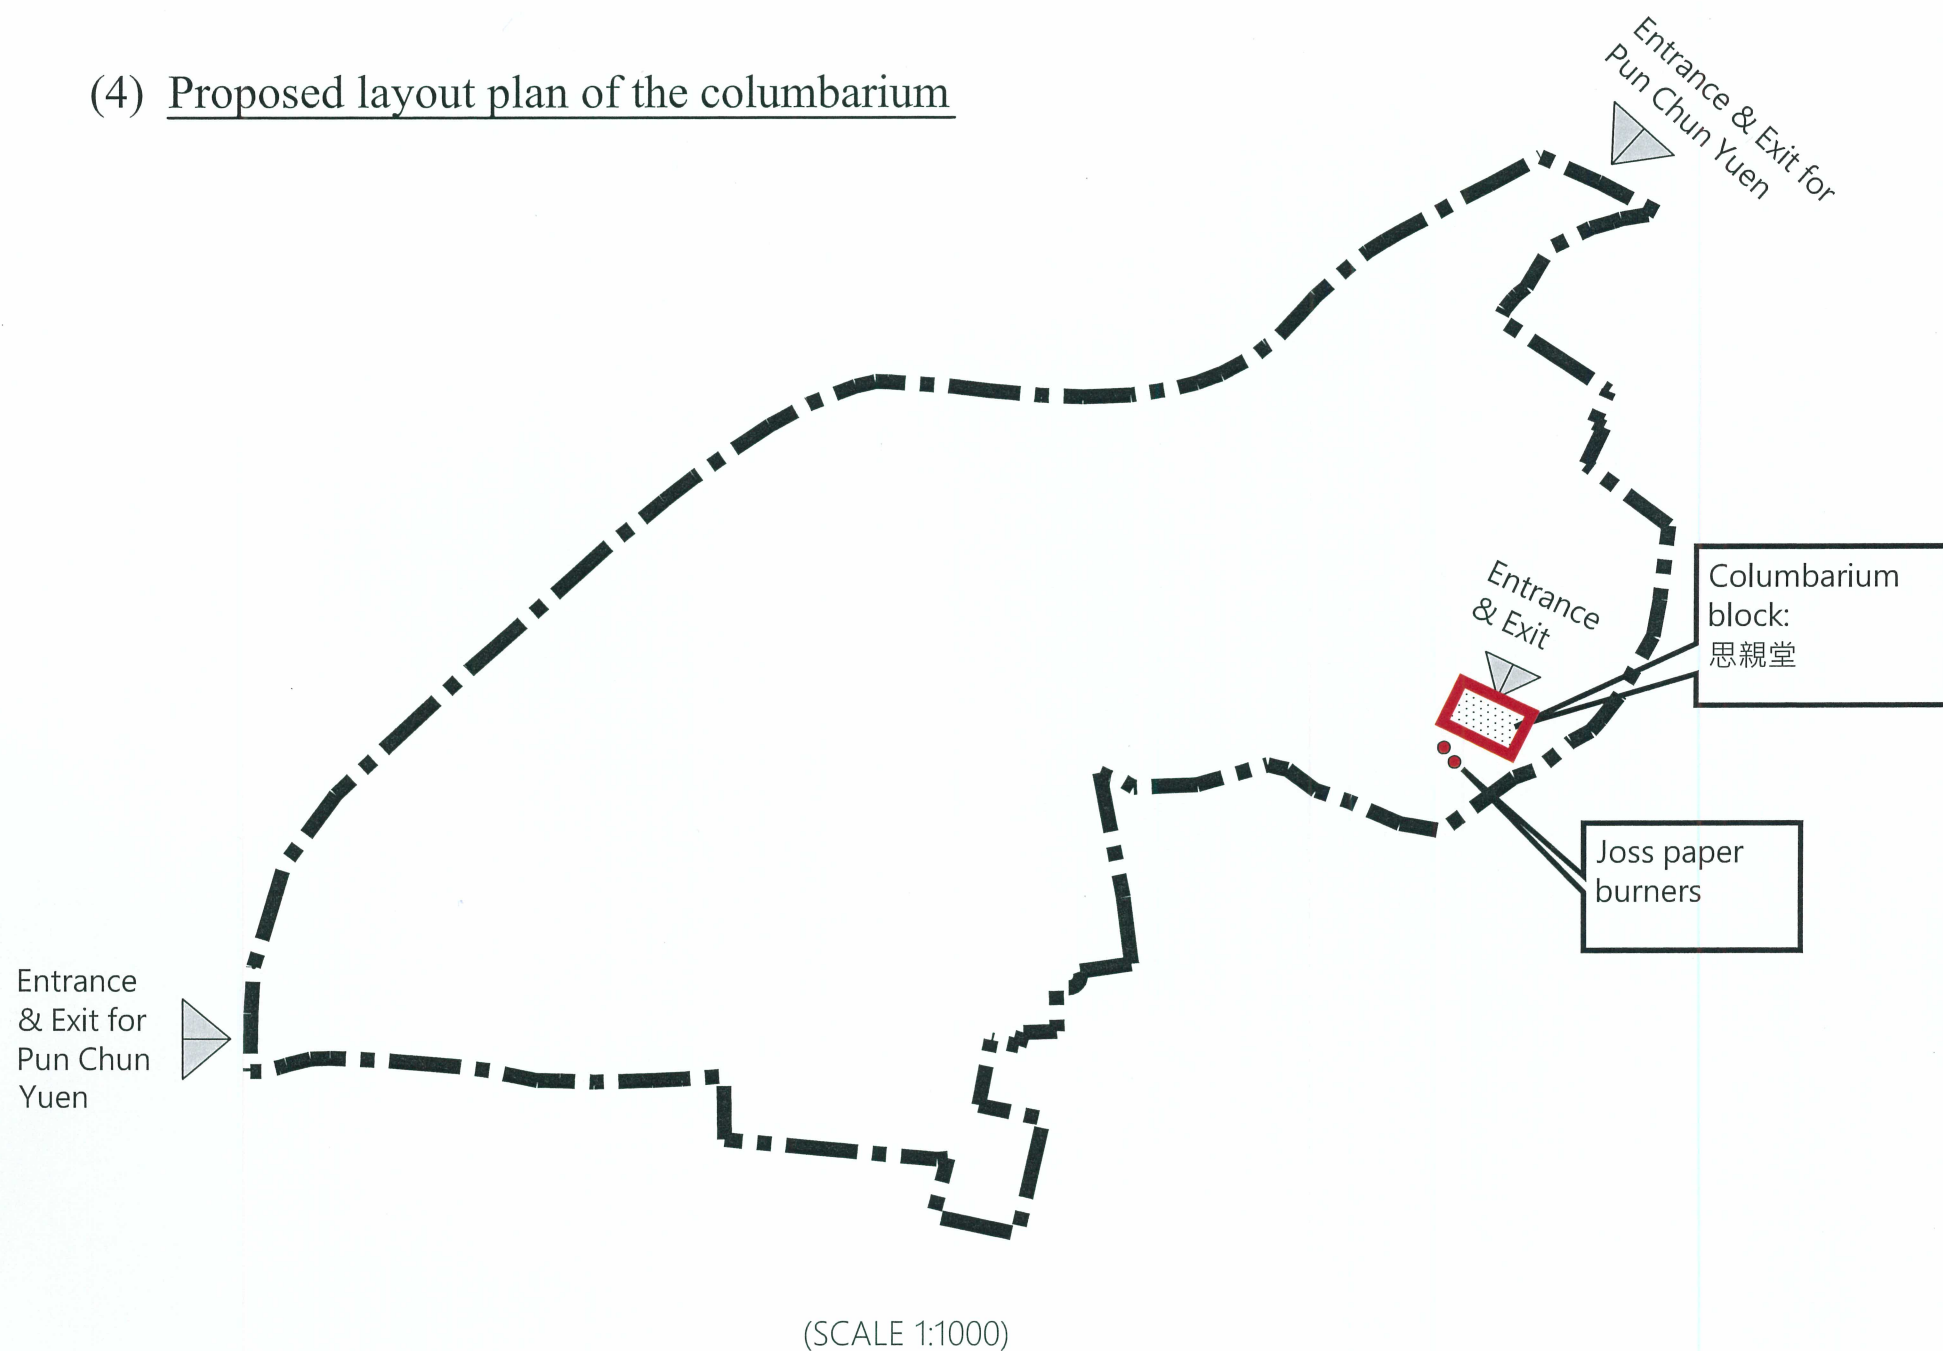 (4) Proposed layout plan of the columbarium
Entrance & Exit for
Pun Chun Yuen
Entrance
& Exit
Columbarium
block:
思親堂
Joss paper
burners
Entrance
& Exit for
Pun Chun
Yuen
(SCALE 1:1000)